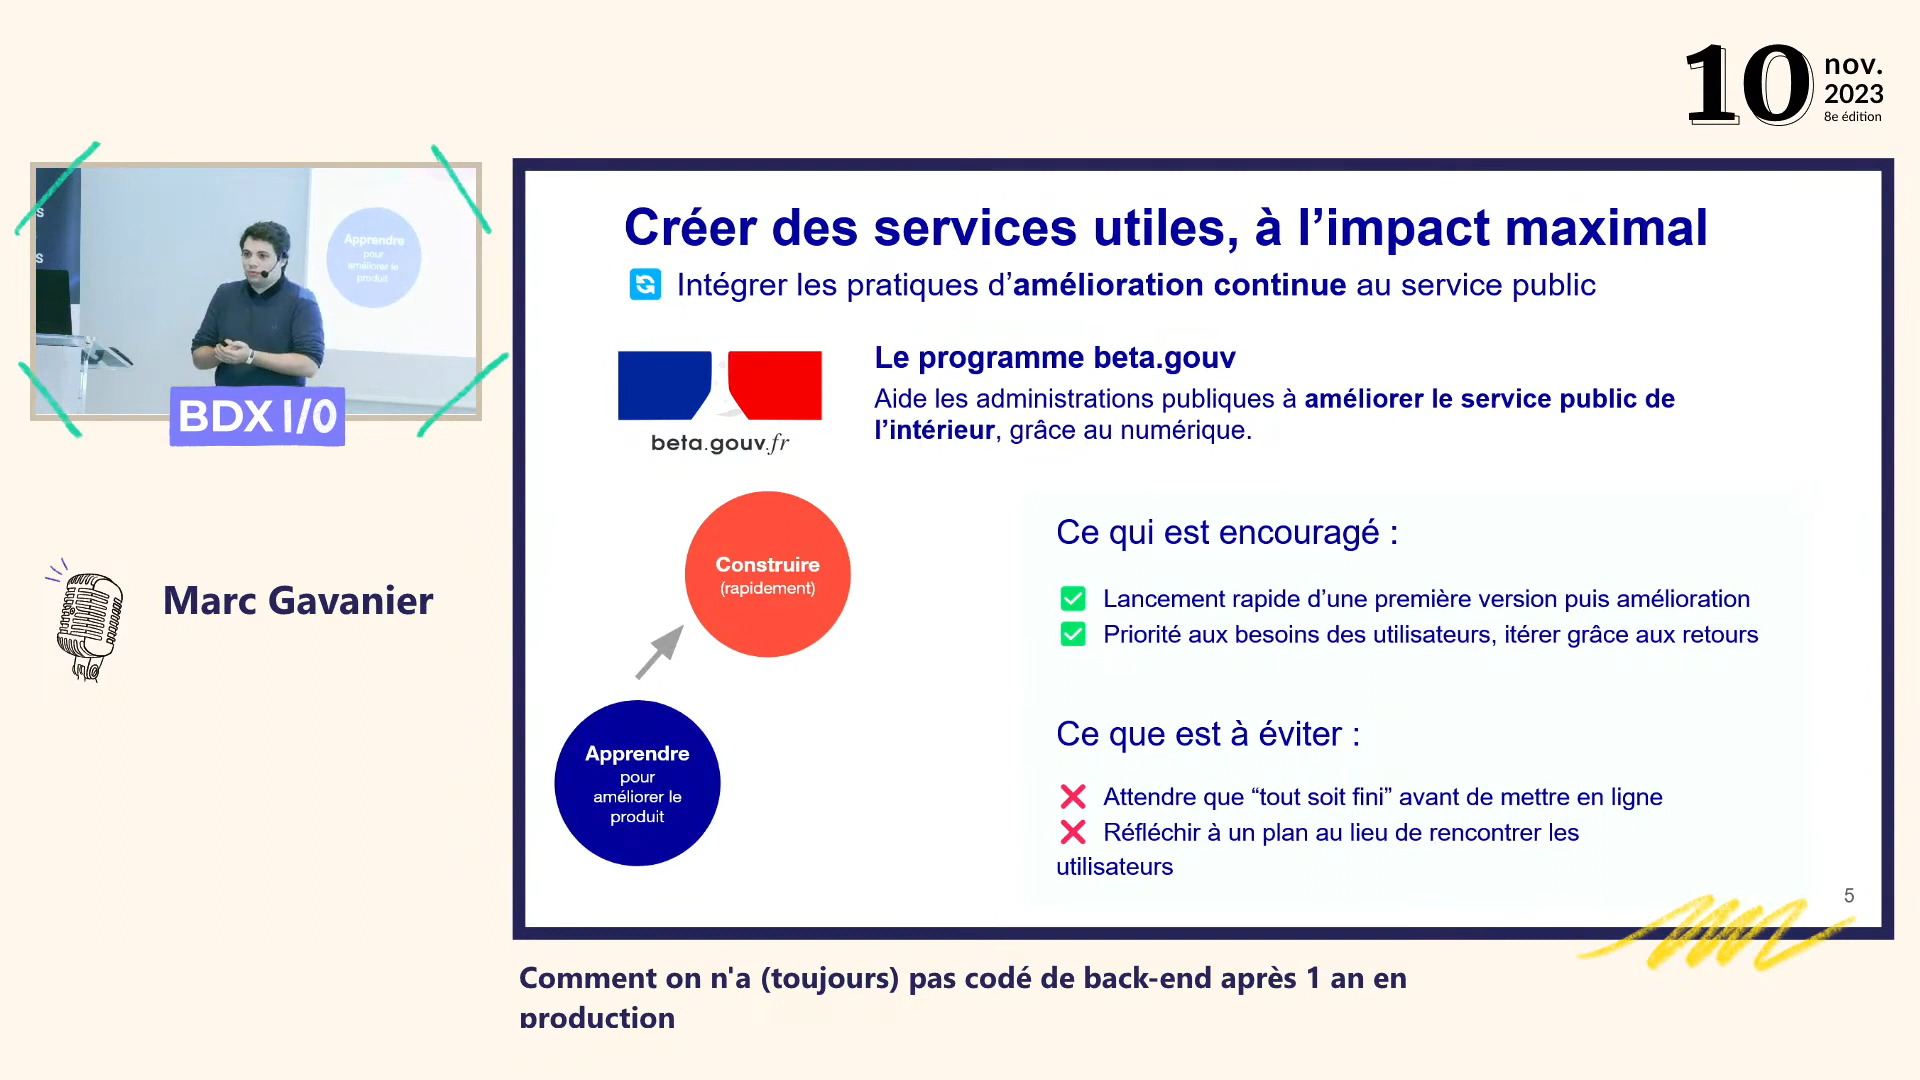 10
nov.
2023
8e édition
S
S
Apprendre
pour
améliorer le
produit
BDX I/O
Marc Gavanier
Créer des services utiles, à l’impact maximal
Intégrer les pratiques d’amélioration continue au service public
beta.gouv.fr
Le programme beta.gouv
Aide les administrations publiques à améliorer le service public de
l’intérieur, grâce au numérique.
Construire
(rapidement)
Apprendre
pour
améliorer le
produit
Ce qui est encouragé :
Lancement rapide d’une première version puis amélioration
Priorité aux besoins des utilisateurs, itérer grâce aux retours
Ce que est à éviter :
Attendre que “tout soit fini” avant de mettre en ligne
Réfléchir à un plan au lieu de rencontrer les
utilisateurs
5
Comment on n'a (toujours) pas codé de back-end après 1 an en
production